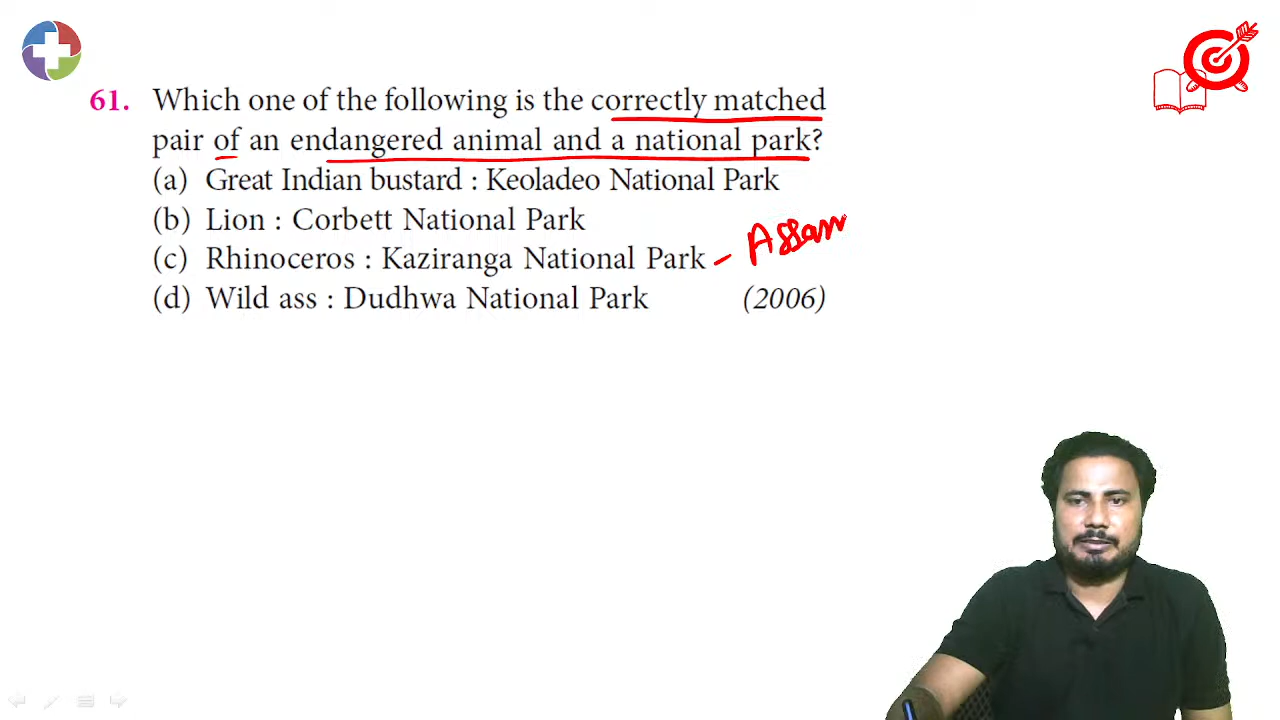 61. Which one of the following is the correctly matched
pair of an endangered animal and a national park?
(a) Great Indian bustard : Keoladeo National Park
(b) Lion : Corbett National Park
(c) Rhinoceros : Kaziranga National Park - Assam
(d) Wild ass : Dudhwa National Park (2006)